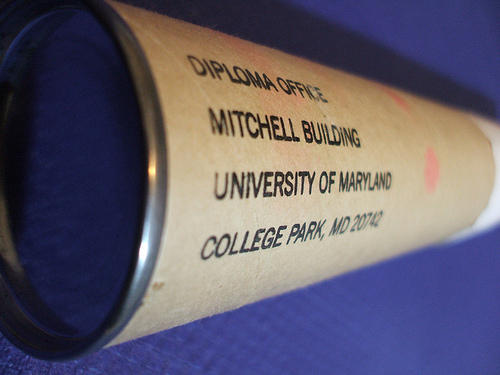 DIPLOMA OFFICE
MITCHELL BUILDING
UNIVERSITY OF MARYLAND
COLLEGE PARK, MD 20742